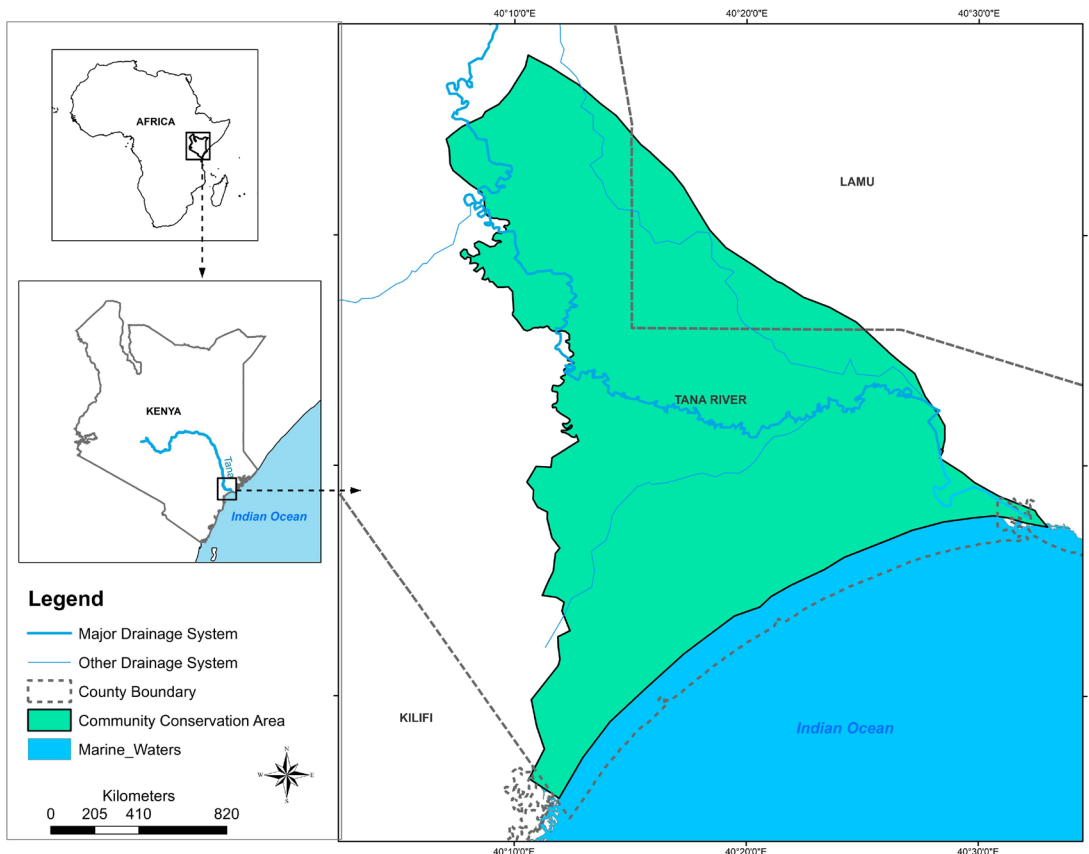 40°10'0"E
40°20'0"E
40°30'0"E
AFRICA
LAMU
KENYA
Tana
Indian Ocean
TANA RIVER
KILIFI
Indian Ocean
Legend
Major Drainage System
Other Drainage System
County Boundary
Community Conservation Area
Marine_Waters
N
W
E
S
Kilometers
0 205 410 820
40°10'0"E
40°20'0"E
40°30'0"E